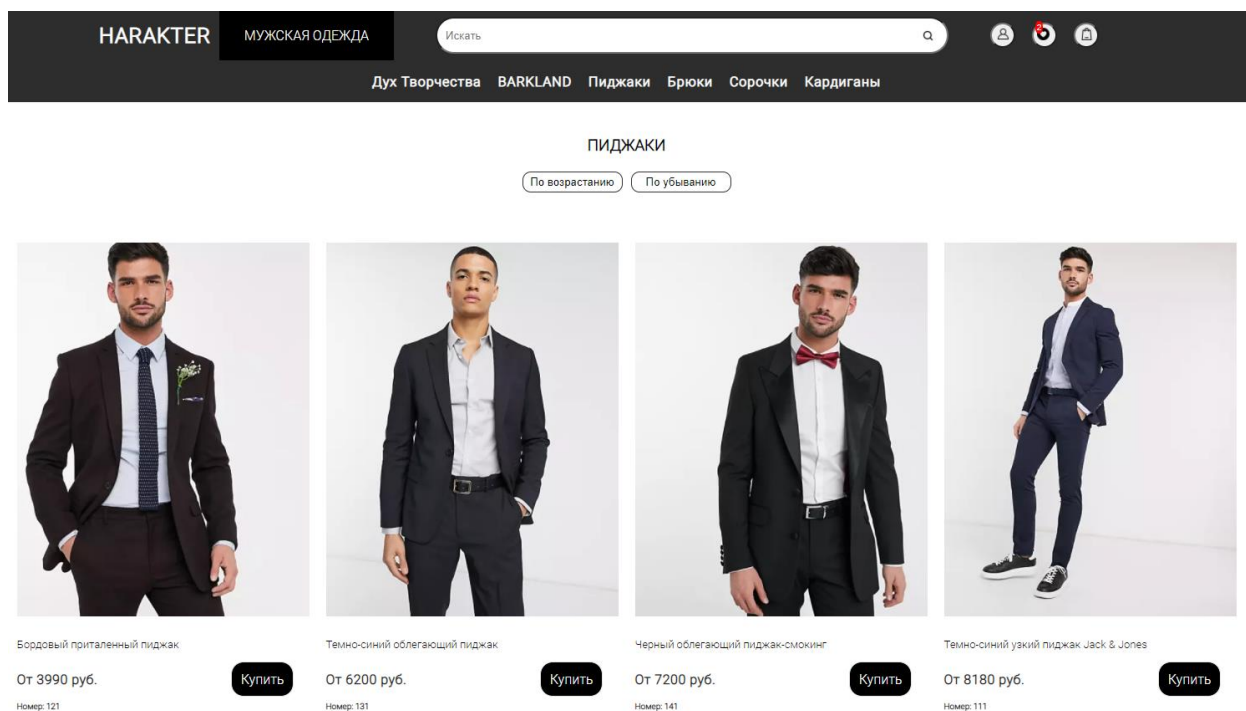 HARAKTER МУЖСКАЯ ОДЕЖДА Искать 2
Дух Творчества BARKLAND Пиджаки Брюки Сорочки Кардиганы
ПИДЖАКИ
По возрастанию По убыванию
Бордовый приталенный пиджак
От 3990 руб. Купить
Номер: 121
Темно-синий облегающий пиджак
От 6200 руб. Купить
Номер: 131
Черный облегающий пиджак-смокинг
От 7200 руб. Купить
Номер: 141
Темно-синий узкий пиджак Jack & Jones
От 8180 руб. Купить
Номер: 111